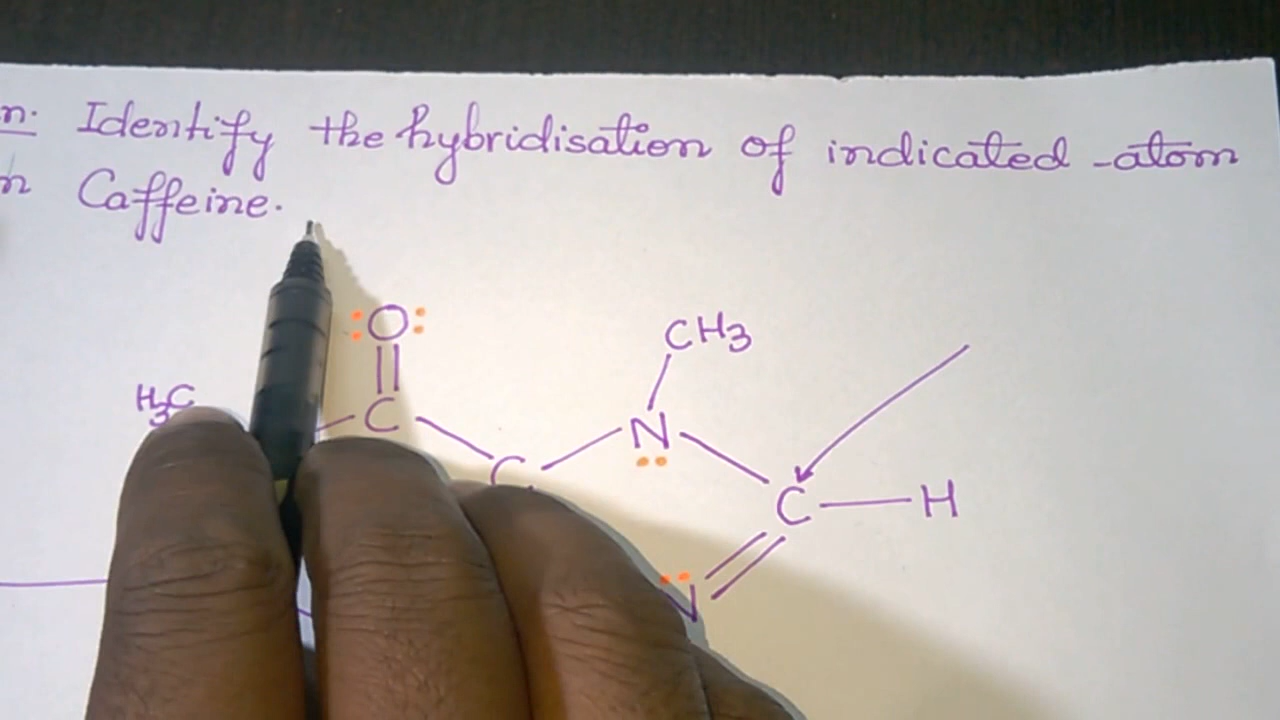 n. Identify the hybridisation of indicated atom
n Caffeine.
O
CH3
H3C
C
N
C
C — H
N